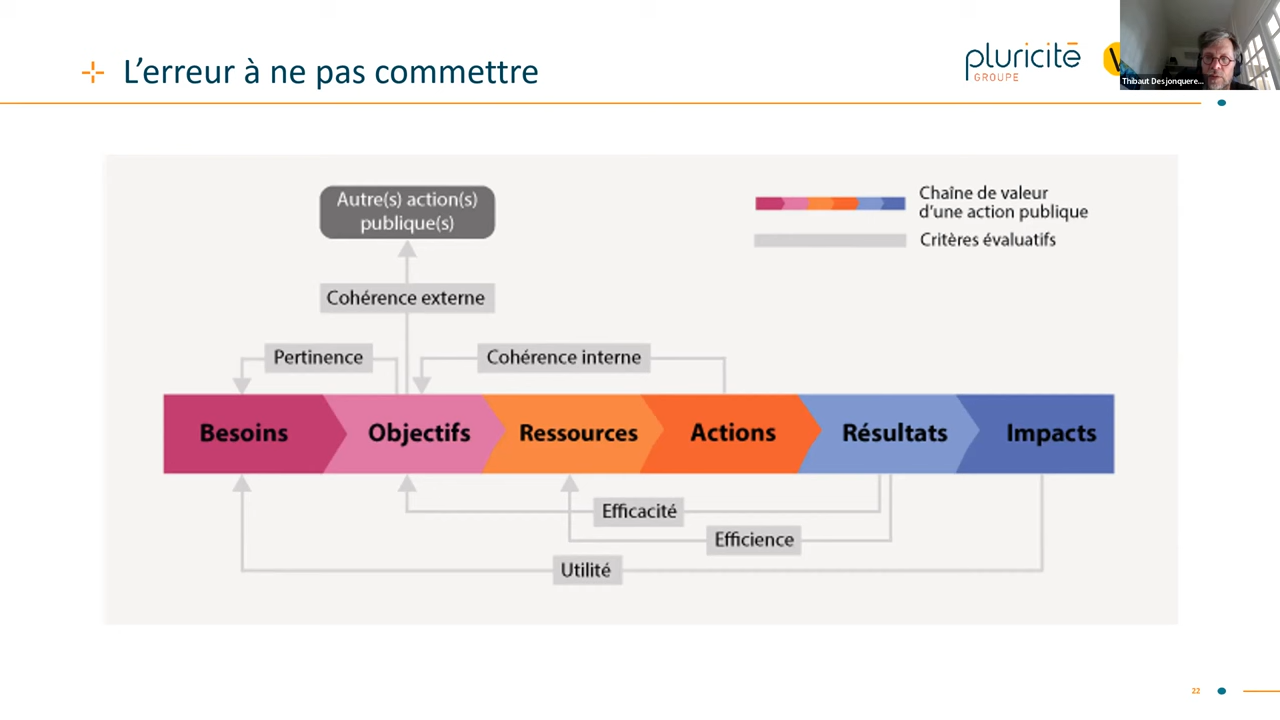 L'erreur à ne pas commettre
pluricité
GROUPE
Thibaut Desjonquere...
Autre(s) action(s)
publique(s)
Chaîne de valeur
d'une action publique
Critères évaluatifs
Cohérence externe
Pertinence
Cohérence interne
Besoins
Objectifs
Ressources
Actions
Résultats
Impacts
Efficacité
Efficience
Utilité
22